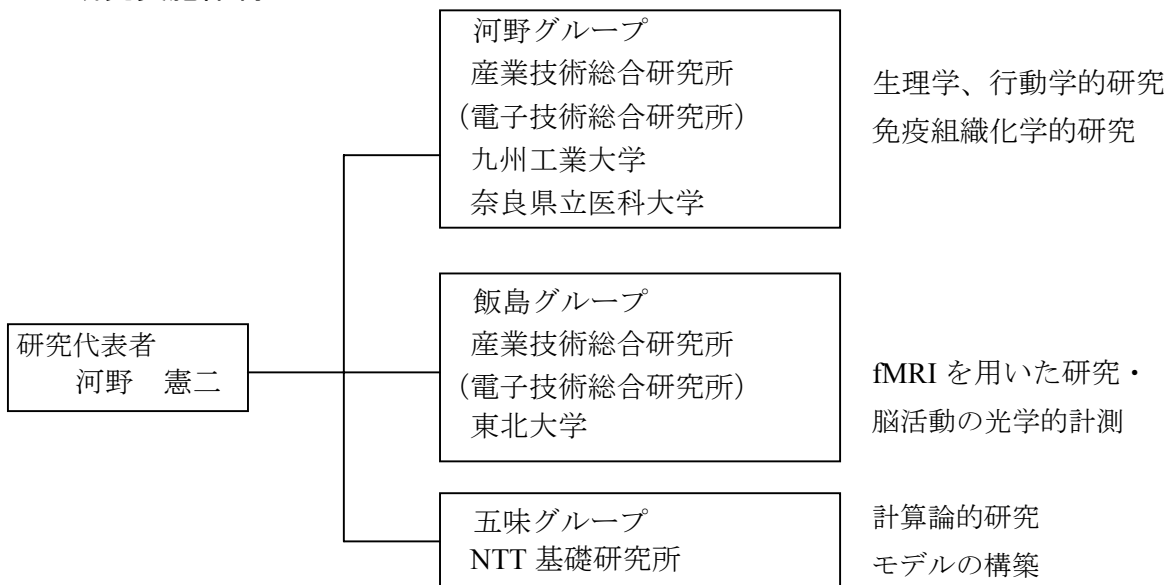 河野グループ
産業技術総合研究所
(電子技術総合研究所)
九州工業大学
奈良県立医科大学
生理学、行動学的研究
免疫組織化学的研究
研究代表者
河野 憲二
飯島グループ
産業技術総合研究所
(電子技術総合研究所)
東北大学
fMRI を用いた研究・
脳活動の光学的計測
五味グループ
NTT 基礎研究所
計算論的研究
モデルの構築